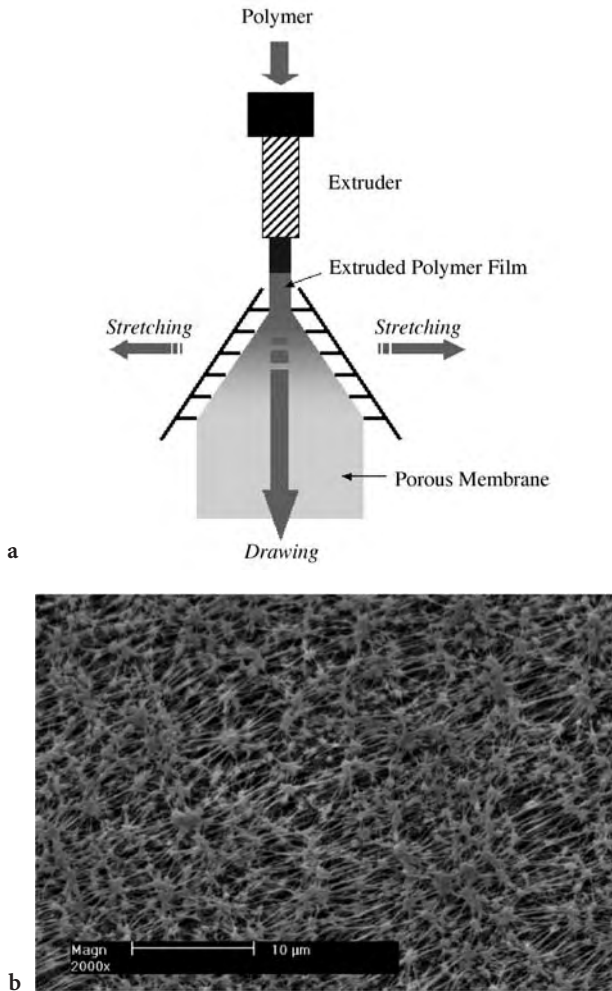 Polymer
Extruder
Extruded Polymer Film
Stretching
Stretching
Porous Membrane
Drawing
a
Magn
10 µm
2000x
b